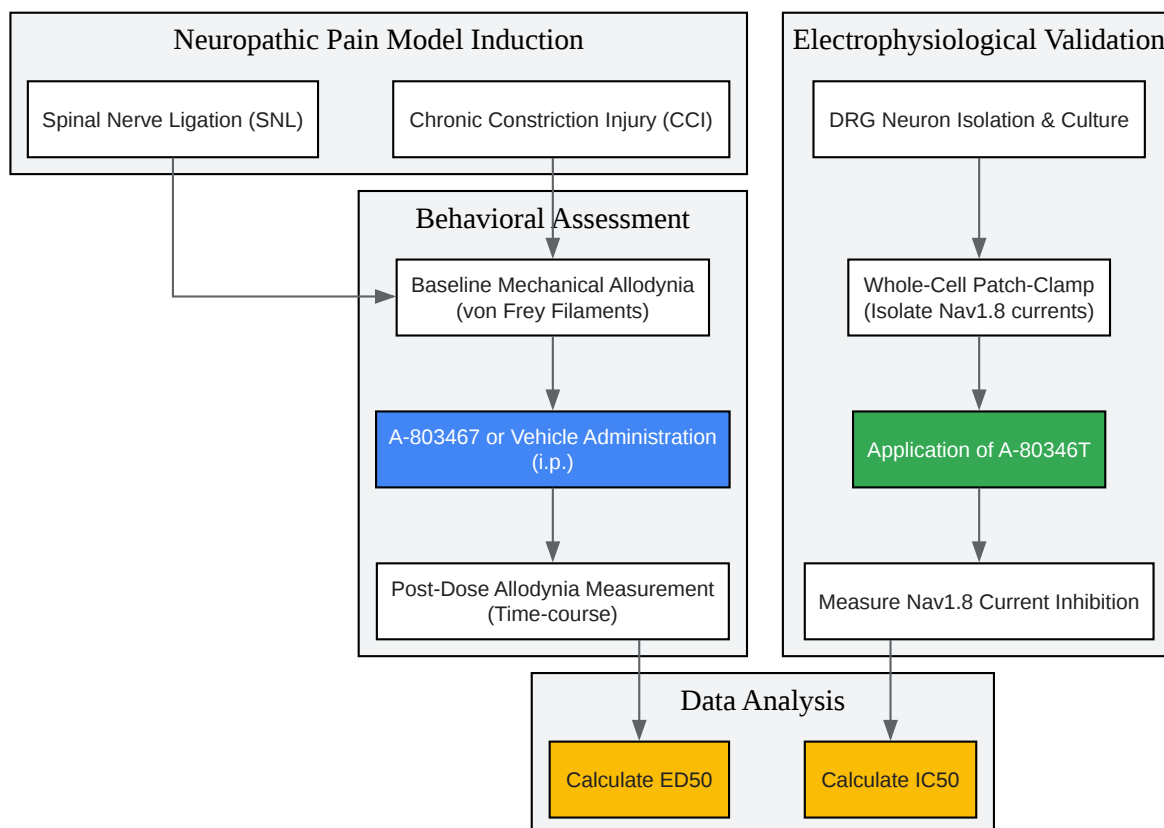 Neuropathic Pain Model Induction
Spinal Nerve Ligation (SNL)
Chronic Constriction Injury (CCI)
Behavioral Assessment
Baseline Mechanical Allodynia
(von Frey Filaments)
A-803467 or Vehicle Administration
(i.p.)
Post-Dose Allodynia Measurement
(Time-course)
Electrophysiological Validation
DRG Neuron Isolation & Culture
Whole-Cell Patch-Clamp
(Isolate Nav1.8 currents)
Application of A-80346T
Measure Nav1.8 Current Inhibition
Data Analysis
Calculate ED50
Calculate IC50